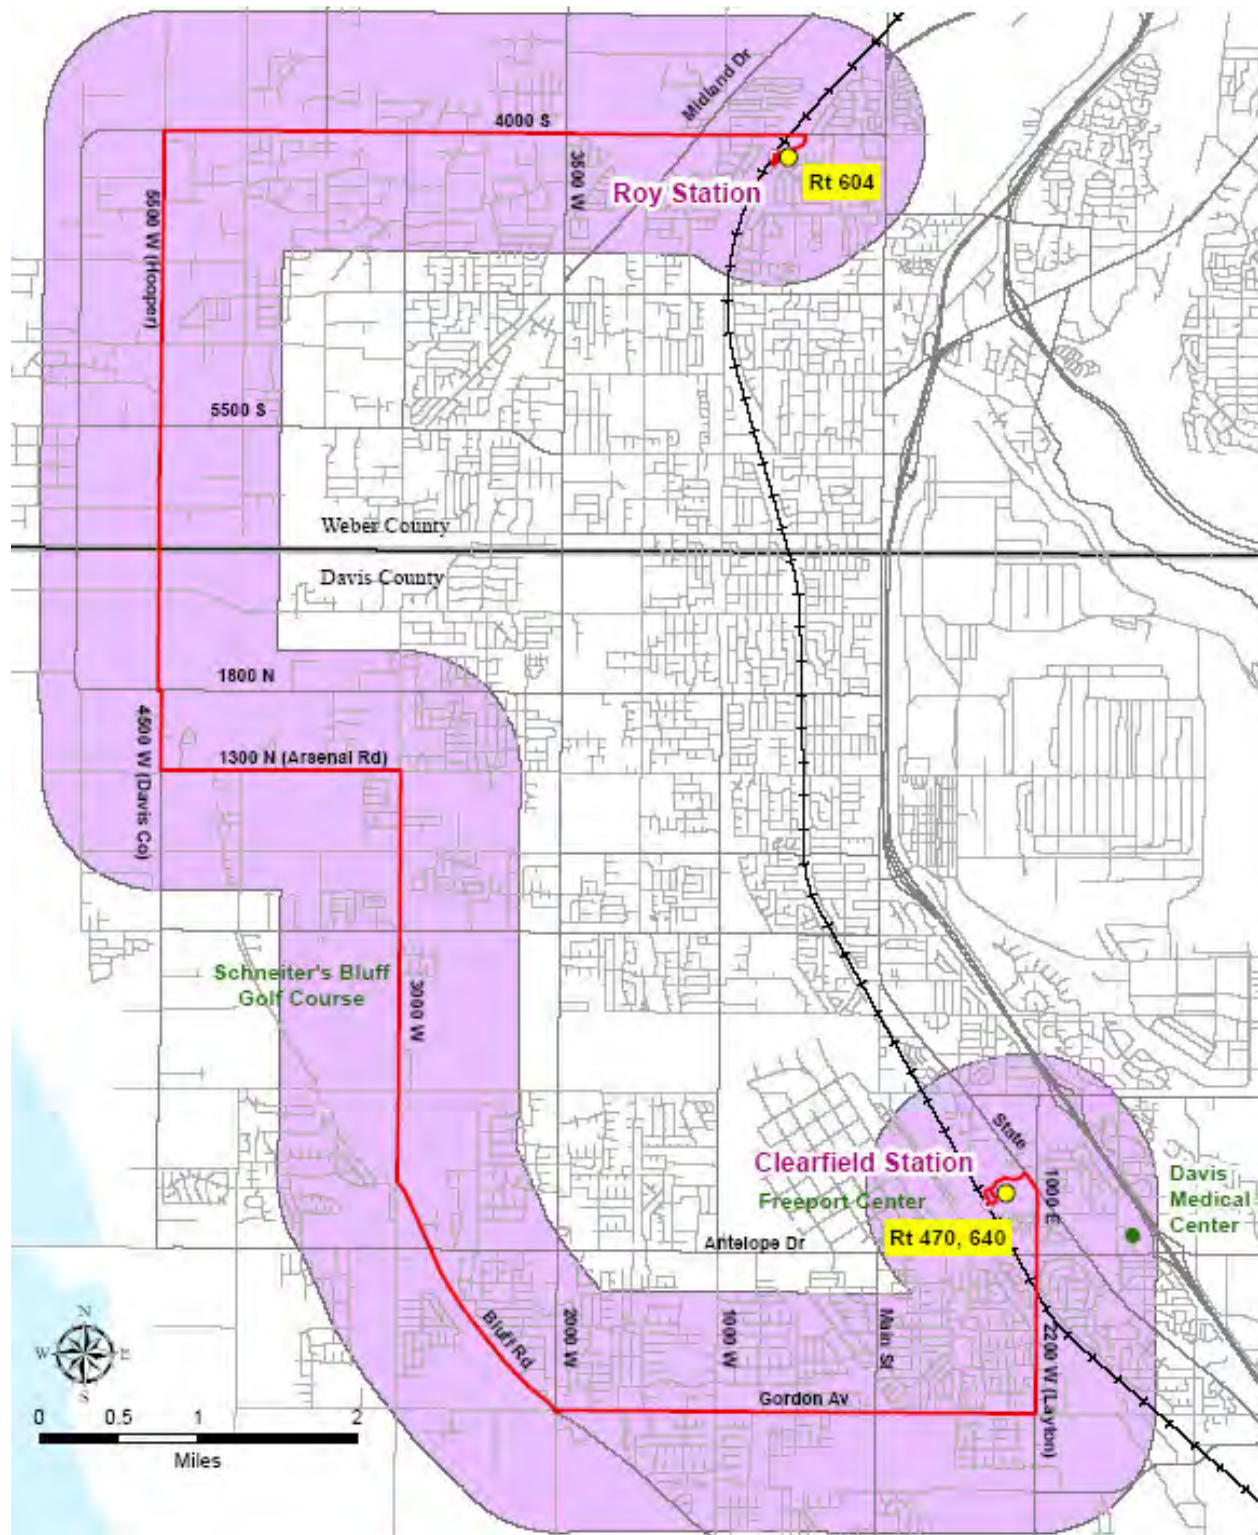 Midland Dr
4000 S
3500 W
Roy Station
Rt 604
5500 W (Hooper)
5500 S
Weber County
Davis County
1800 N
4500 W (Davis Co)
1300 N (Arsenal Rd)
Schneiter's Bluff
Golf Course
3000 W
State
Clearfield Station
Freeport Center
1000 E
Davis
Medical
Center
Rt 470, 640
Antelope Dr
Bluff Rd
2000 W
1000 W
Main St
2200 W (Layton)
Gordon Av
N
W
E
S
0 0.5 1 2
Miles